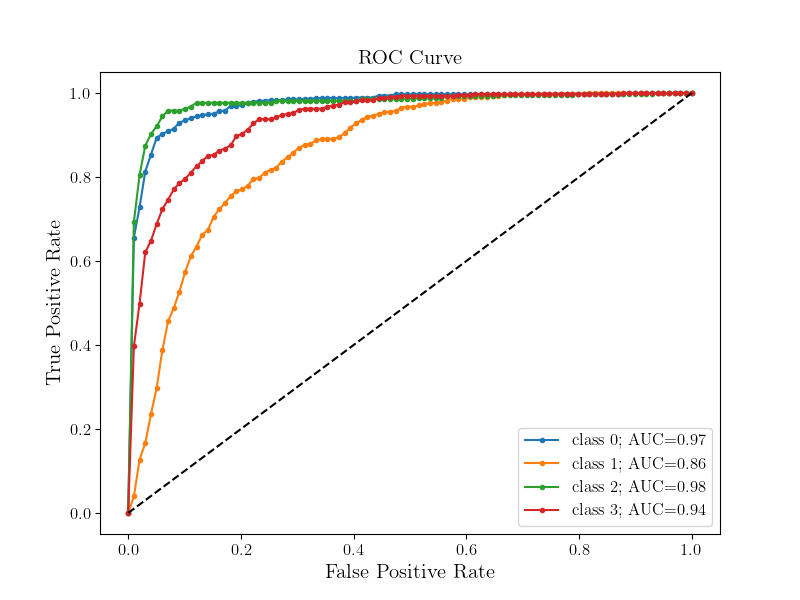 ROC Curve
True Positive Rate
1.0
0.8
0.6
0.4
0.2
0.0
class 0; AUC=0.97
class 1; AUC=0.86
class 2; AUC=0.98
class 3; AUC=0.94
0.0 0.2 0.4 0.6 0.8 1.0
False Positive Rate